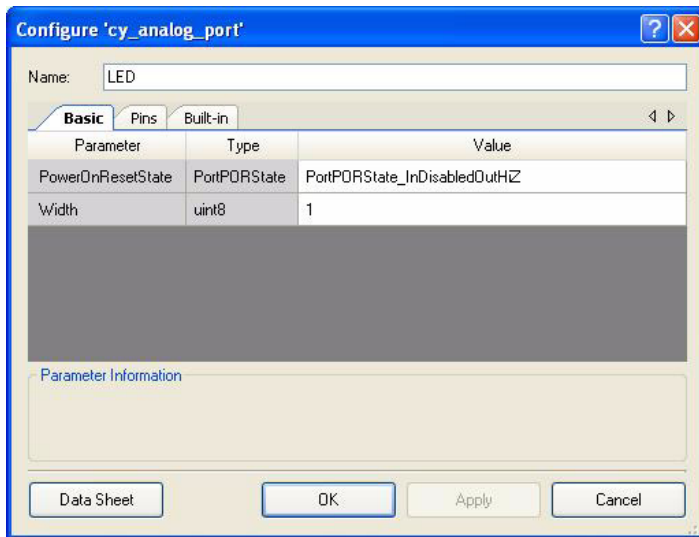 Configure 'cy_analog_port'
Name: LED
Basic Pins Built-in
Parameter Type Value
PowerOnResetState PortPORState PortPORState_InDisabledOutHiZ
Width uint8 1
Parameter Information
Data Sheet OK Apply Cancel